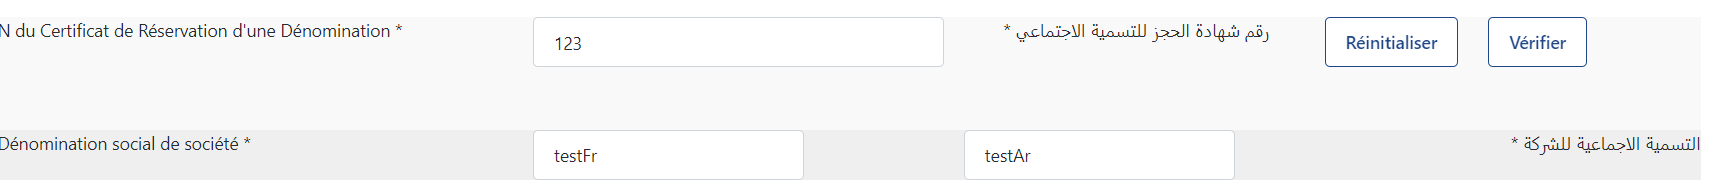 N du Certificat de Réservation d'une Dénomination * 123 رقم شهادة الحجز للتسمية الاجتماعي * Réinitialiser Vérifier
Dénomination social de société * testFr testAr التسمية الاجماعية للشركة *